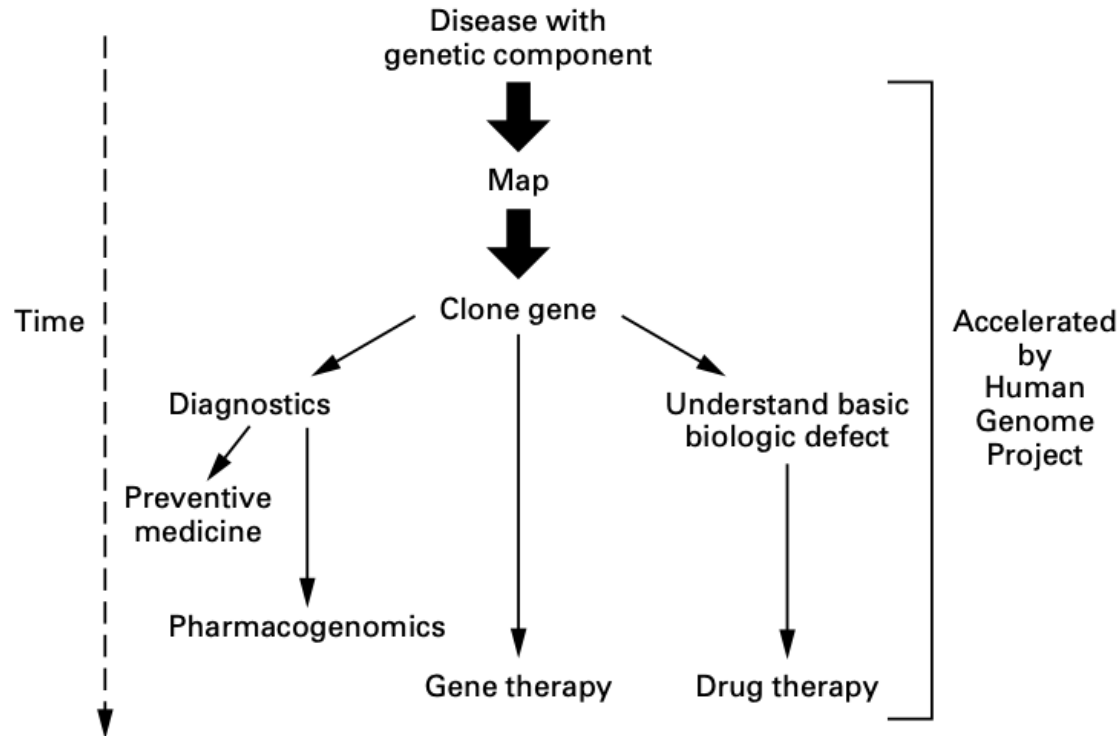 Disease with
genetic component
Map
Clone gene
Time
Accelerated
by
Human
Genome
Project
Diagnostics
Understand basic
biologic defect
Preventive
medicine
Pharmacogenomics
Gene therapy
Drug therapy